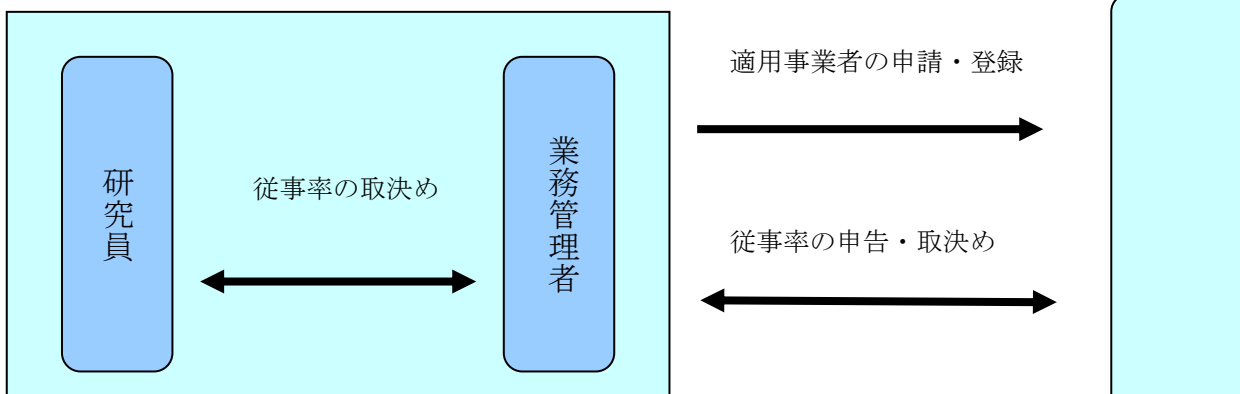 研究員
従事率の取決め
業務管理者
適用事業者の申請・登録
従事率の申告・取決め